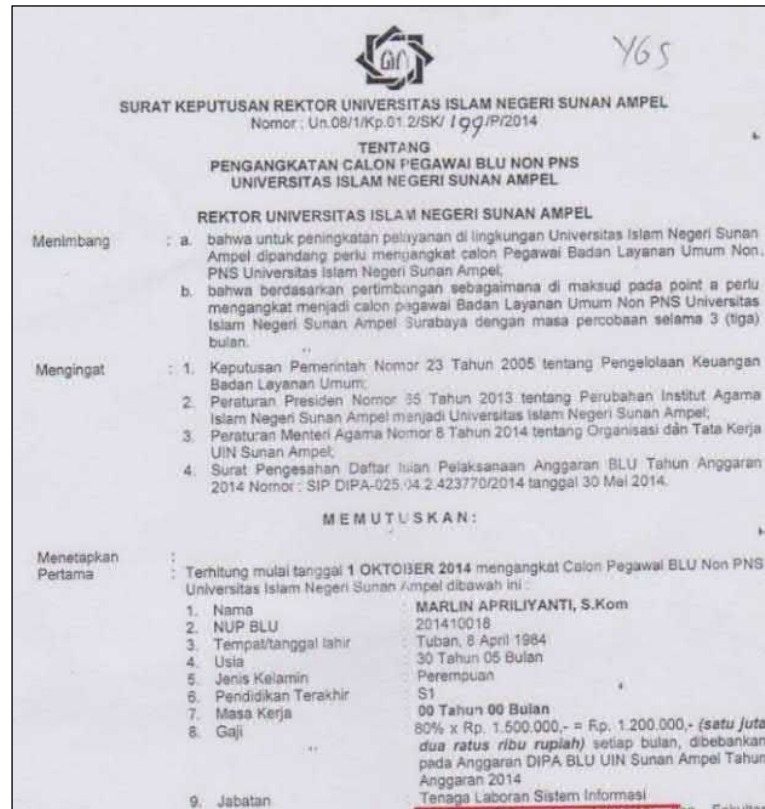 UIN
YGS
SURAT KEPUTUSAN REKTOR UNIVERSITAS ISLAM NEGERI SUNAN AMPEL
Nomor : Un.08/1/Kp.01.2/SK/ 199 /P/2014
TENTANG
PENGANGKATAN CALON PEGAWAI BLU NON PNS
UNIVERSITAS ISLAM NEGERI SUNAN AMPEL
REKTOR UNIVERSITAS ISLAM NEGERI SUNAN AMPEL
Menimbang : a. bahwa untuk peningkatan pelayanan di lingkungan Universitas Islam Negeri Sunan
Ampel dipandang perlu mengangkat calon Pegawai Badan Layanan Umum Non
PNS Universitas Islam Negeri Sunan Ampel;
b. bahwa berdasarkan pertimbangan sebagaimana di maksud pada point a perlu
mengangkat menjadi calon pegawai Badan Layanan Umum Non PNS Universitas
Islam Negeri Sunan Ampel Surabaya dengan masa percobaan selama 3 (tiga)
bulan.
Mengingat : 1. Keputusan Pemerintah Nomor 23 Tahun 2005 tentang Pengelolaan Keuangan
Badan Layanan Umum;
2. Peraturan Presiden Nomor 65 Tahun 2013 tentang Perubahan Institut Agama
Islam Negeri Sunan Ampel menjadi Universitas Islam Negeri Sunan Ampel;
3. Peraturan Menteri Agama Nomor 8 Tahun 2014 tentang Organisasi dan Tata Kerja
UIN Sunan Ampel;
4. Surat Pengesahan Daftar Isian Pelaksanaan Anggaran BLU Tahun Anggaran
2014 Nomor : SIP DIPA-025.04.2.423770/2014 tanggal 30 Mei 2014.
MEMUTUSKAN:
Menetapkan :
Pertama : Terhitung mulai tanggal 1 OKTOBER 2014 mengangkat Calon Pegawai BLU Non PNS
Universitas Islam Negeri Sunan Ampel dibawah ini :
1. Nama : MARLIN APRILIYANTI, S.Kom
2. NUP BLU : 201410018
3. Tempat/tanggal lahir : Tuban, 8 April 1984
4. Usia : 30 Tahun 05 Bulan
5. Jenis Kelamin : Perempuan
6. Pendidikan Terakhir : S1
7. Masa Kerja : 00 Tahun 00 Bulan
8. Gaji : 80% x Rp. 1.500.000,- = Rp. 1.200.000,- (satu juta
dua ratus ribu rupiah) setiap bulan, dibebankan
pada Anggaran DIPA BLU UIN Sunan Ampel Tahun
Anggaran 2014
9. Jabatan : Tenaga Laboran Sistem Informasi
Fakultas